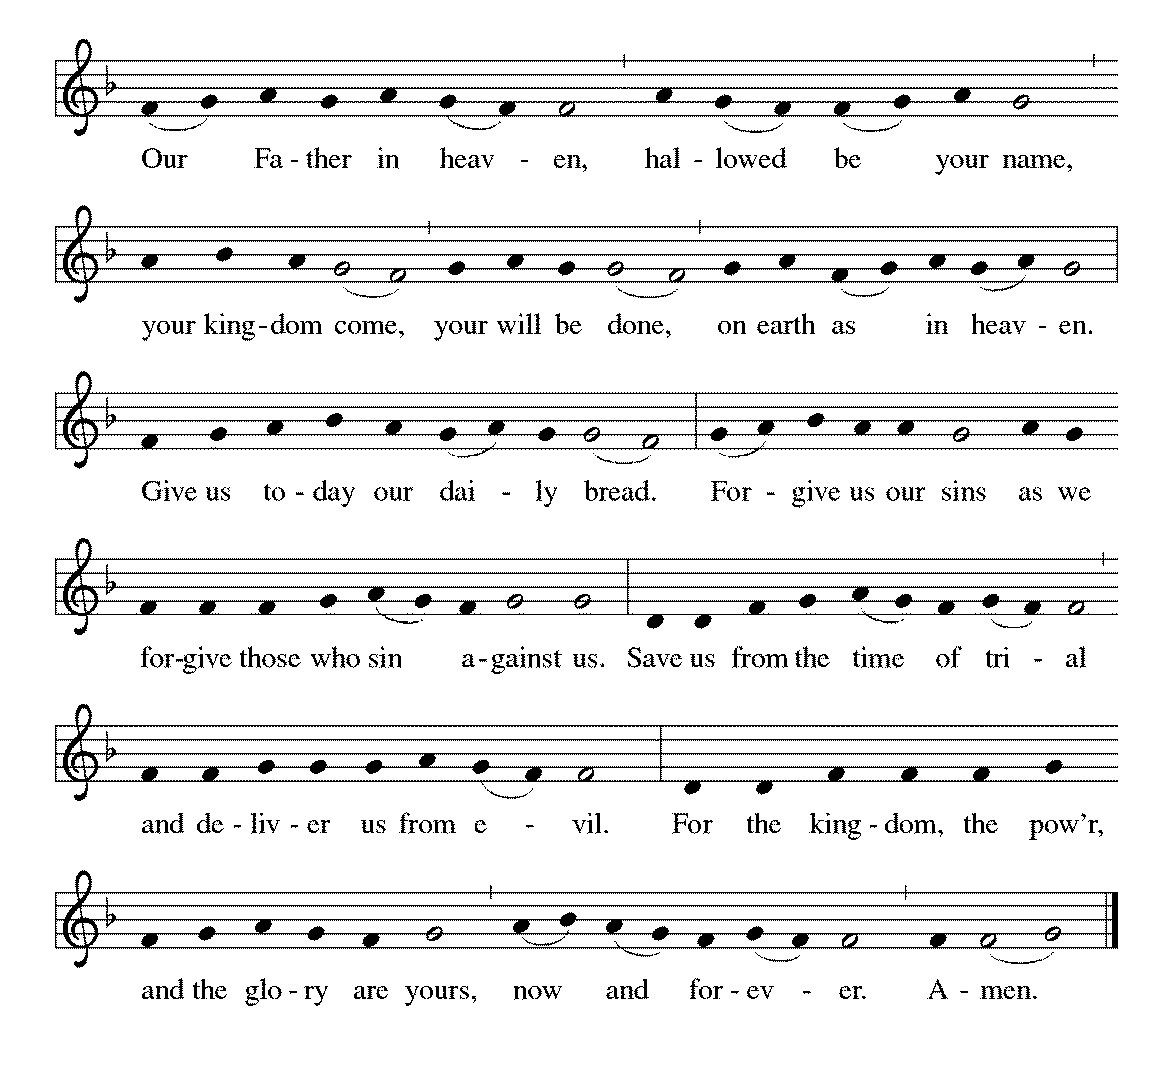 Our Fa - ther in heav - en, hal - lowed be your name,
your king - dom come, your will be done, on earth as in heav - en.
Give us to - day our dai - ly bread. For - give us our sins as we
for - give those who sin a - gainst us. Save us from the time of tri - al
and de - liv - er us from e - vil. For the king - dom, the pow'r,
and the glo - ry are yours, now and for - ev - er. A - men.